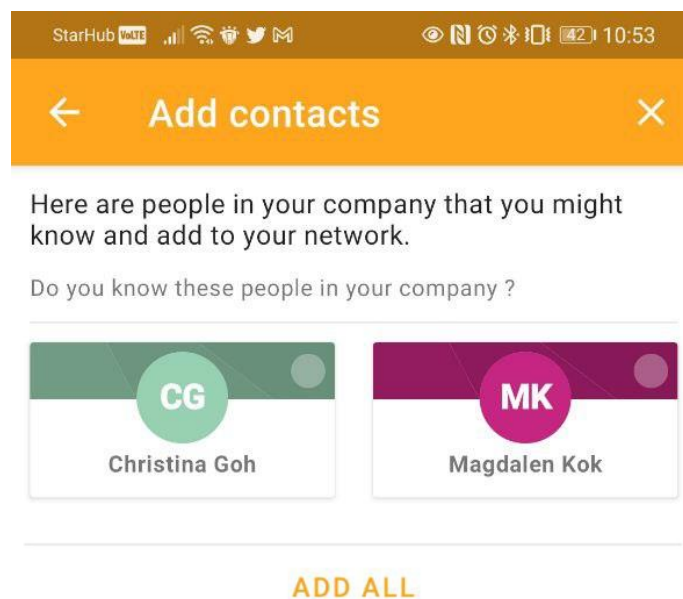 StarHub VoLTE 42 10:53
Add contacts
Here are people in your company that you might
know and add to your network.
Do you know these people in your company ?
CG MK
Christina Goh Magdalen Kok
ADD ALL